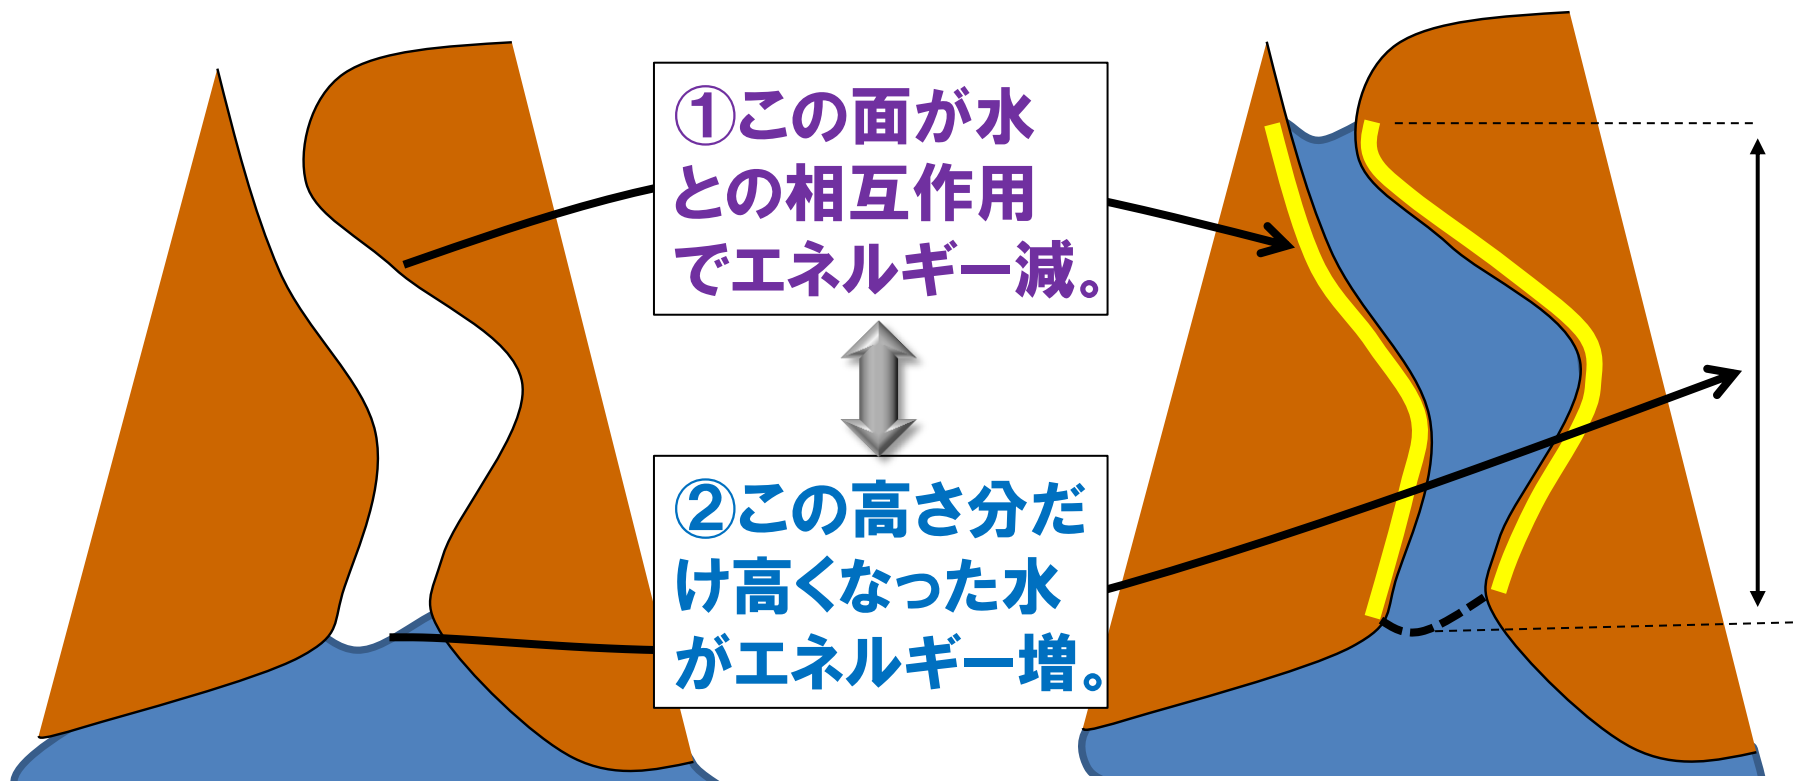 ①この面が水
との相互作用
でエネルギー減。
②この高さ分だ
け高くなった水
がエネルギー増。